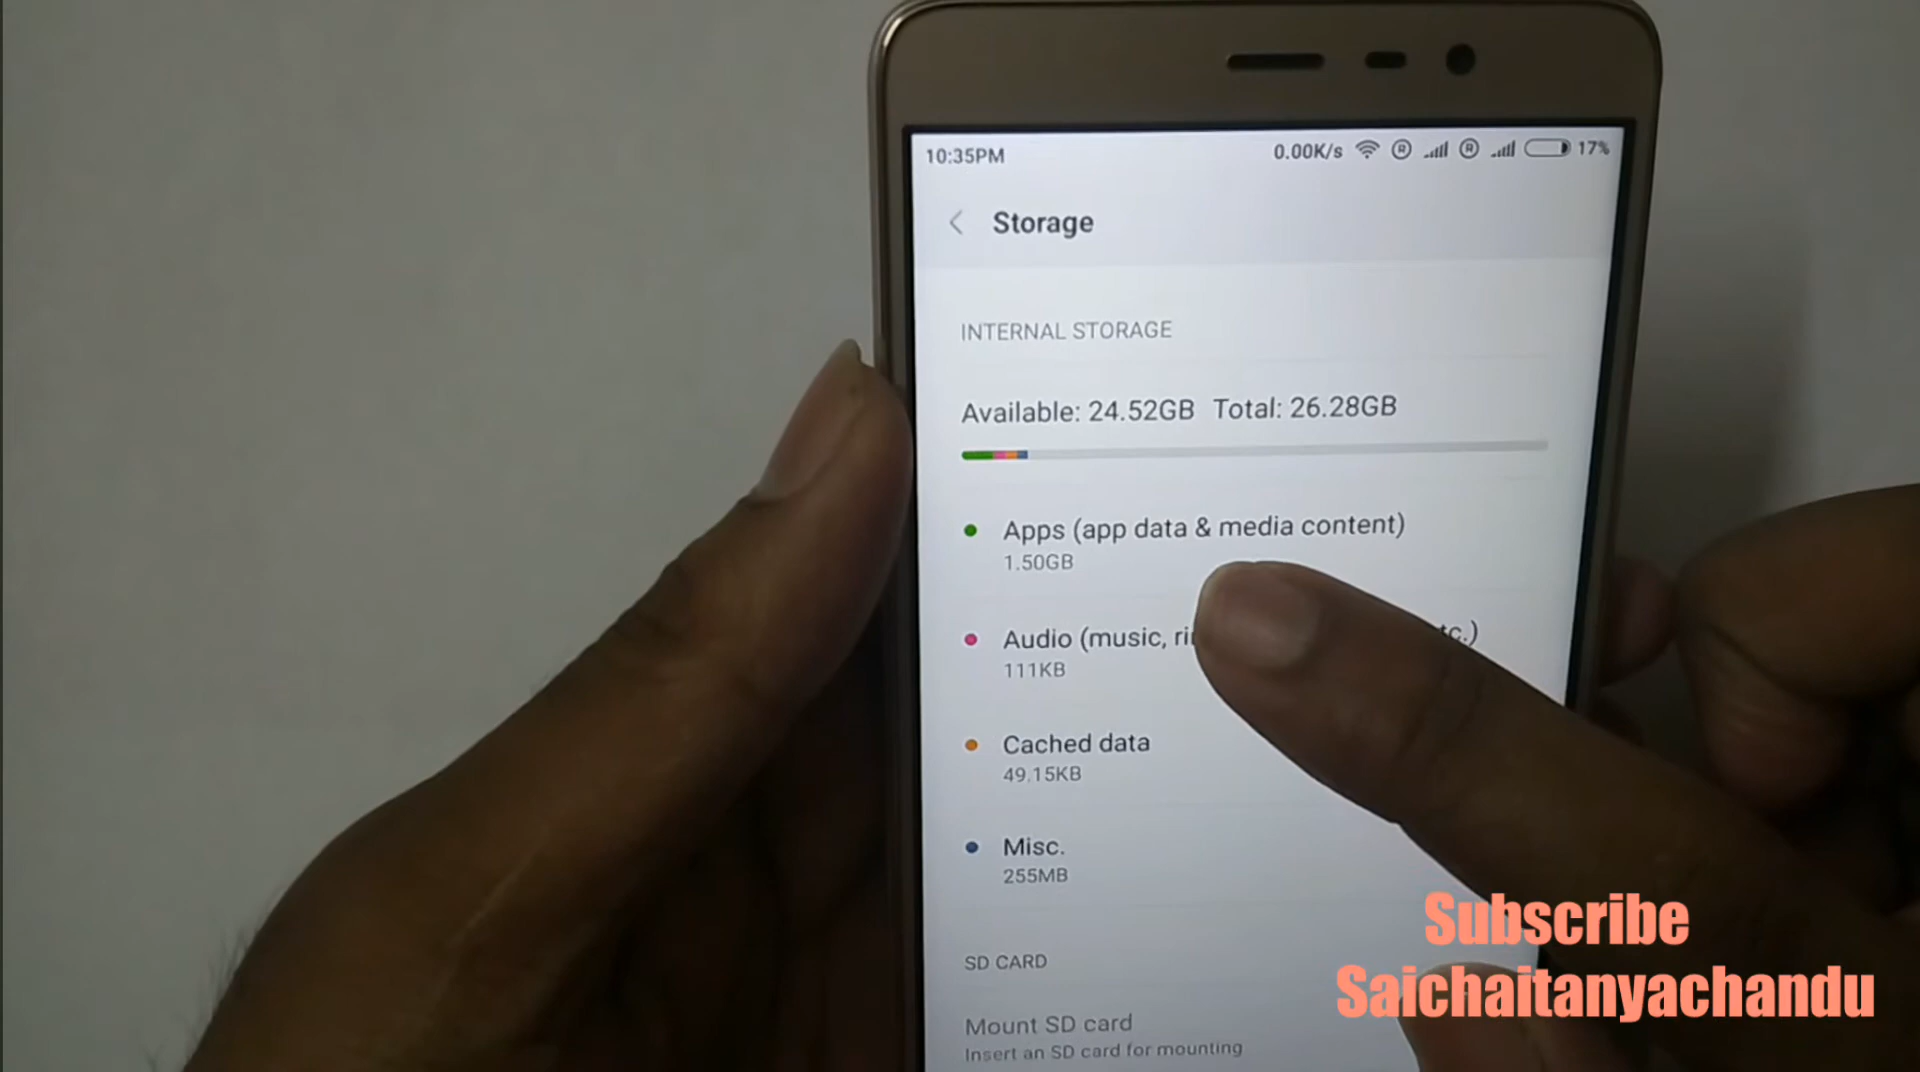 10:35PM 0.00K/s R R 17%
Storage
INTERNAL STORAGE
Available: 24.52GB Total: 26.28GB
Apps (app data & media content)
1.50GB
Audio (music,
111KB
Cached data
49.15KB
Misc.
255MB
SD CARD
Mount SD card
Insert an SD card for mounting
Subscribe
Saichaitanyachandu